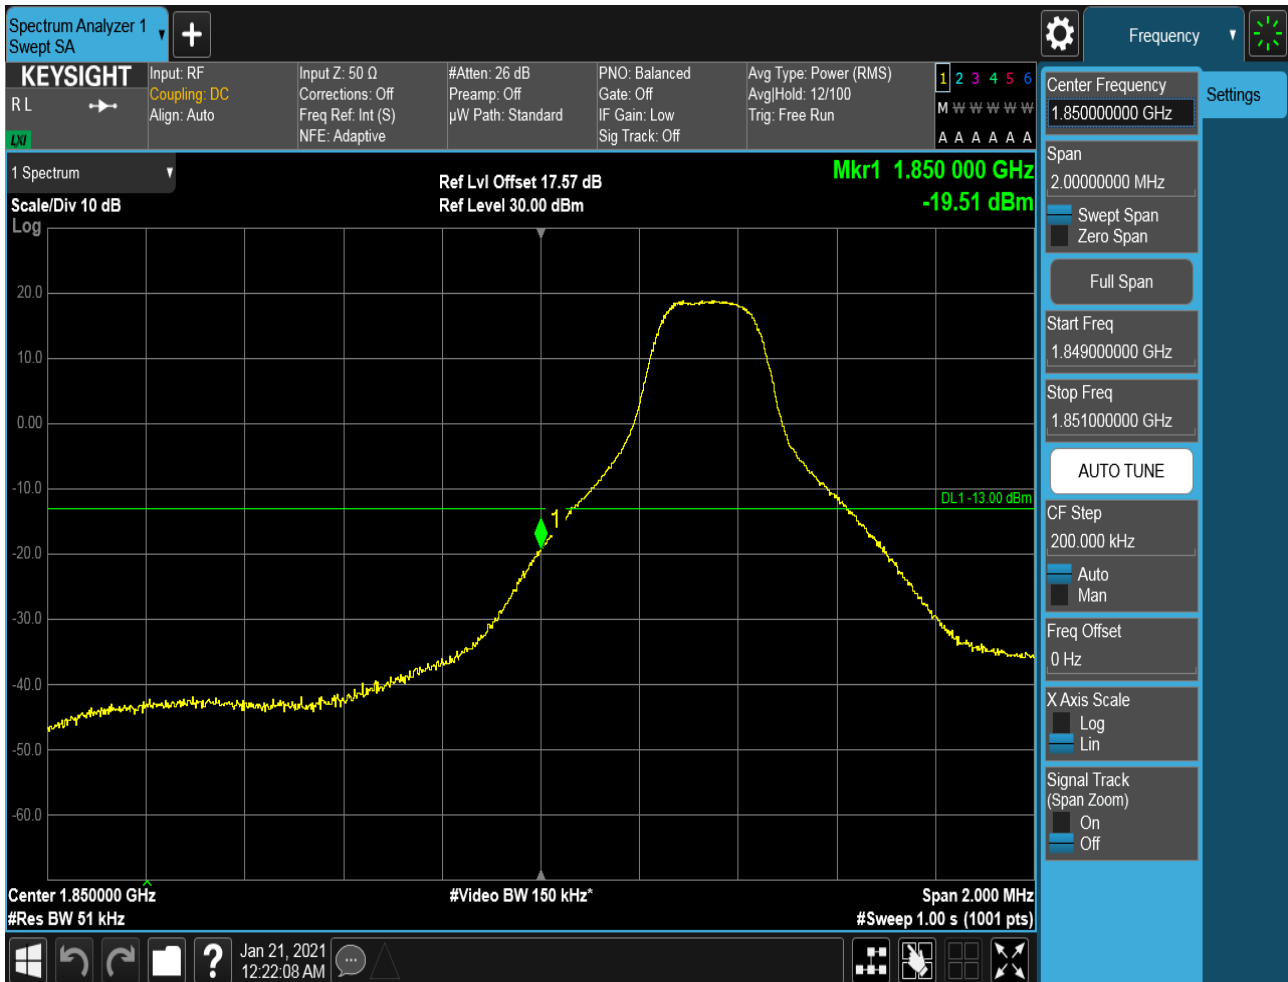 Spectrum Analyzer 1
Swept SA
+
Frequency
KEYSIGHT
R L
LXI
Input: RF
Coupling: DC
Align: Auto
Input Z: 50 Ω
Corrections: Off
Freq Ref: Int (S)
NFE: Adaptive
#Atten: 26 dB
Preamp: Off
µW Path: Standard
PNO: Balanced
Gate: Off
IF Gain: Low
Sig Track: Off
Avg Type: Power (RMS)
Avg|Hold: 12/100
Trig: Free Run
1 2 3 4 5 6
M W W W W W
A A A A A A
1 Spectrum
Scale/Div 10 dB
Log
Ref Lvl Offset 17.57 dB
Ref Level 30.00 dBm
Mkr1 1.850 000 GHz
-19.51 dBm
20.0
10.0
0.00
-10.0
-20.0
-30.0
-40.0
-50.0
-60.0
DL1 -13.00 dBm
1
Center 1.850000 GHz
#Res BW 51 kHz
#Video BW 150 kHz*
Span 2.000 MHz
#Sweep 1.00 s (1001 pts)
Center Frequency
1.850000000 GHz
Settings
Span
2.00000000 MHz
Swept Span
Zero Span
Full Span
Start Freq
1.849000000 GHz
Stop Freq
1.851000000 GHz
AUTO TUNE
CF Step
200.000 kHz
Auto
Man
Freq Offset
0 Hz
X Axis Scale
Log
Lin
Signal Track
(Span Zoom)
On
Off
?
Jan 21, 2021
12:22:08 AM